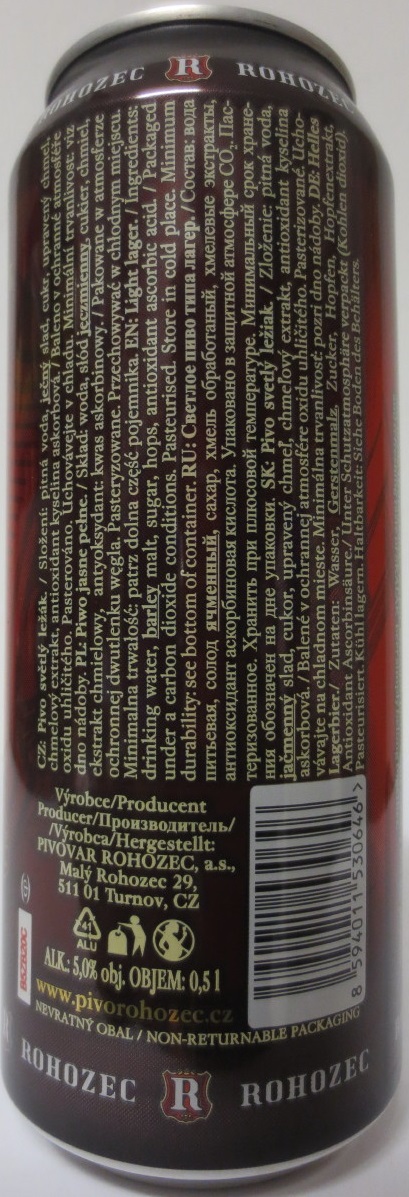 ROHOZEC R ROHOZEC
CZ: Pivo světlý ležák. / Složení: pitná voda, ječný slad, cukr, upravený chmel,
chmelový extrakt, antioxidant kyselina askorbová. Baleno v ochranné atmosféře
oxidu uhličitého. Pasterováno. Uchovávejte v chladu. Minimální trvanlivost: viz
dno nádoby. PL: Piwo jasne pełne. / Skład: woda, słód jęczmienny, cukier, chmiel,
ekstrakt chmielowy, antyoksydant: kwas askorbinowy. / Pakowane w atmosferze
ochronnej dwutlenku węgla. Pasteryzowane. Przechowywać w chłodnym miejscu.
Minimalna trwałość: patrz dolna część pojemnika. EN: Light lager. / Ingredients:
drinking water, barley malt, sugar, hops, antioxidant ascorbic acid. / Packaged
under a carbon dioxide conditions. Pasteurised. Store in cold place. Minimum
durability: see bottom of container. RU: Светлое пиво типа лагер / Состав: вода
питьевая, солод ячменный, сахар, хмель обработаный, хмелевые экстракты,
антиоксидант аскорбиновая кислота. Упаковано в защитной атмосфере CO₂ Пас-
теризование. Хранить при плюсовой температуре. Минимальный срок хране-
ния обозначен на дне упаковки. SK: Pivo svetlý ležiak. / Zloženie: pitná voda,
jačmenný slad, cukor, upravený chmeľ, chmeľový extrakt, antioxidant kyselina
askorbová. / Balené v ochrannej atmosfére oxidu uhličitého. Pasterizované. Ucho-
vávajte na chladnom mieste. Minimálna trvanlivosť: pozri dno nádoby. DE: Helles
Lagerbier / Zutaten: Wasser, Gerstenmalz, Zucker, Hopfen, Hopfenextrakt,
Antioxidant: Ascorbinsäure. / Unter Schutzatmosphäre verpackt (Kohlendioxid).
Pasteurisiert. Kühl lagern. Haltbarkeit: Siehe Boden des Behälters.
Výrobce/Producent
Producer/Производитель/
/Výrobca/Hergestellt:
PIVOVAR ROHOZEC, a.s.,
Malý Rohozec 29,
511 01 Turnov, CZ
41
ALU
ALK.: 5,0% obj. OBJEM: 0,5 l
www.pivorohozec.cz
NEVRATNÝ OBAL / NON-RETURNABLE PACKAGING
8 594011 530646 >
ROHOZEC R ROHOZEC